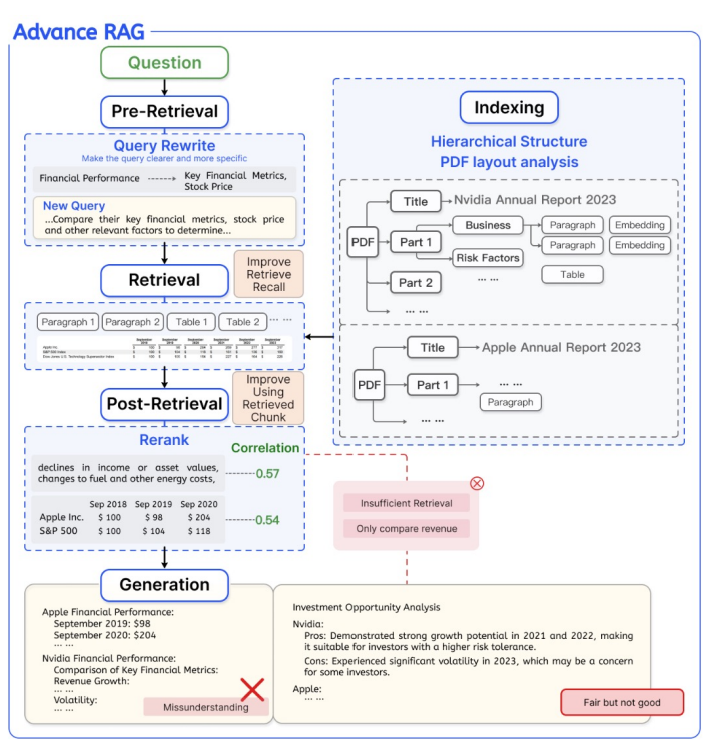 Advance RAG
Question
Pre-Retrieval
Query Rewrite
Make the query clearer and more specific
Financial Performance
Key Financial Metrics,
Stock Price
New Query
...Compare their key financial metrics, stock price
and other relevant factors to determine...
Retrieval
Improve
Retrieve
Recall
Paragraph 1 Paragraph 2 Table 1 Table 2 ... ...
Apple Inc.
S&P 500 Index
Post-Retrieval
Improve
Using
Retrieved
Chunk
Rerank
Correlation
declines in income or asset values,
changes to fuel and other energy costs,
0.57
Sep 2018 Sep 2019 Sep 2020
Apple Inc. $ 100 $ 98 $ 204
0.54
S&P 500 $ 100 $ 104 $ 118
Indexing
Hierarchical Structure
PDF layout analysis
Title
Nvidia Annual Report 2023
Business
Paragraph Embedding
PDF
Part 1
Paragraph Embedding
Risk Factors
Table
Part 2
... ...
... ...
Title
Apple Annual Report 2023
PDF
Part 1
... ...
Paragraph
... ...
Insufficient Retrieval
Only compare revenue
Generation
Apple Financial Performance:
September 2019: $98
September 2020: $204
... ...
Nvidia Financial Performance:
Comparison of Key Financial Metrics:
Revenue Growth:
... ...
Volatility:
... ...
Missunderstanding
Investment Opportunity Analysis
Nvidia:
Pros: Demonstrated strong growth potential in 2021 and 2022, making
it suitable for investors with a higher risk tolerance.
Cons: Experienced significant volatility in 2023, which may be a concern
for some investors.
Apple:
... ...
Fair but not good